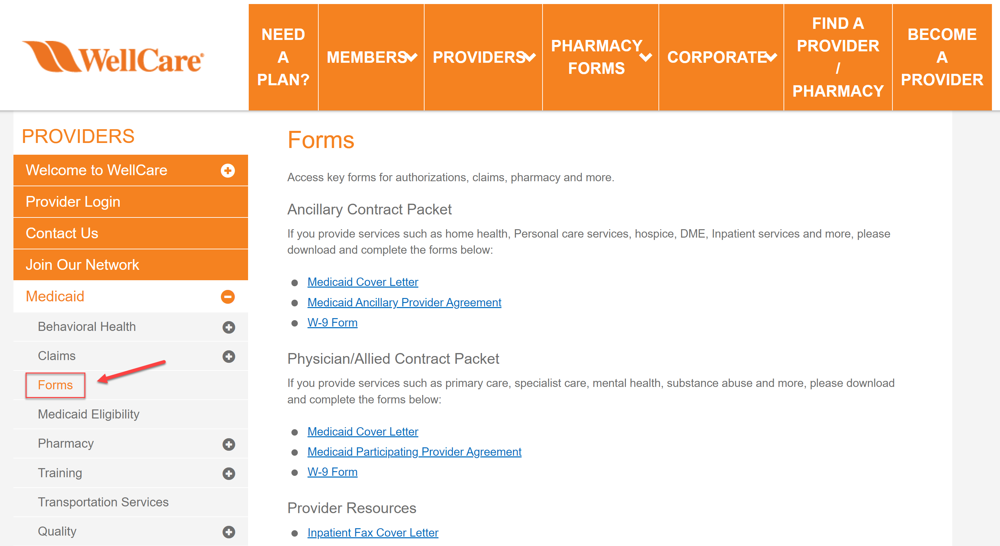 WellCare®
NEED
A
PLAN?
MEMBERS
PROVIDERS
PHARMACY
FORMS
CORPORATE
FIND A
PROVIDER
/
PHARMACY
BECOME
A
PROVIDER
PROVIDERS
Welcome to WellCare
Provider Login
Contact Us
Join Our Network
Medicaid
Behavioral Health
Claims
Forms
Medicaid Eligibility
Pharmacy
Training
Transportation Services
Quality
Forms
Access key forms for authorizations, claims, pharmacy and more.
Ancillary Contract Packet
If you provide services such as home health, Personal care services, hospice, DME, Inpatient services and more, please
download and complete the forms below:
Medicaid Cover Letter
Medicaid Ancillary Provider Agreement
W-9 Form
Physician/Allied Contract Packet
If you provide services such as primary care, specialist care, mental health, substance abuse and more, please download
and complete the forms below:
Medicaid Cover Letter
Medicaid Participating Provider Agreement
W-9 Form
Provider Resources
Inpatient Fax Cover Letter